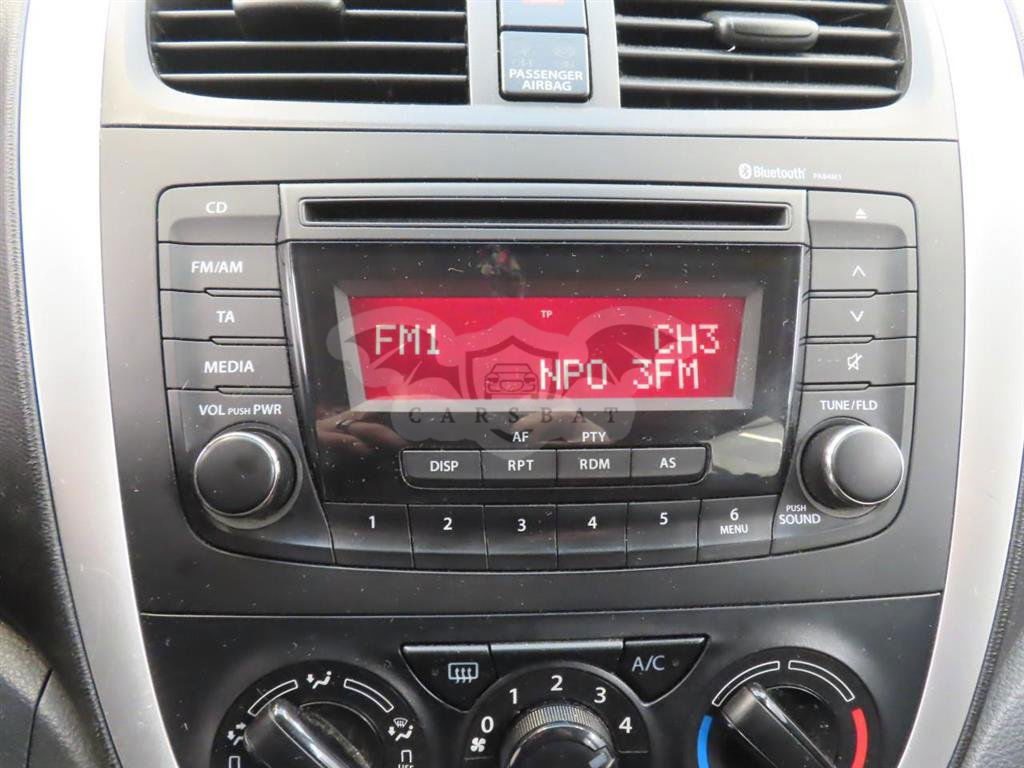 PASSENGER
AIRBAG
Bluetooth PA84M1
CD
FM/AM
TA
MEDIA
VOL PUSH PWR
TP
FM1 CH3
NPO 3FM
CARSBAT
AF PTY
DISP RPT RDM AS
TUNE/FLD
PUSH
SOUND
1 2 3 4 5 6
MENU
A/C
0 1 2 3 4